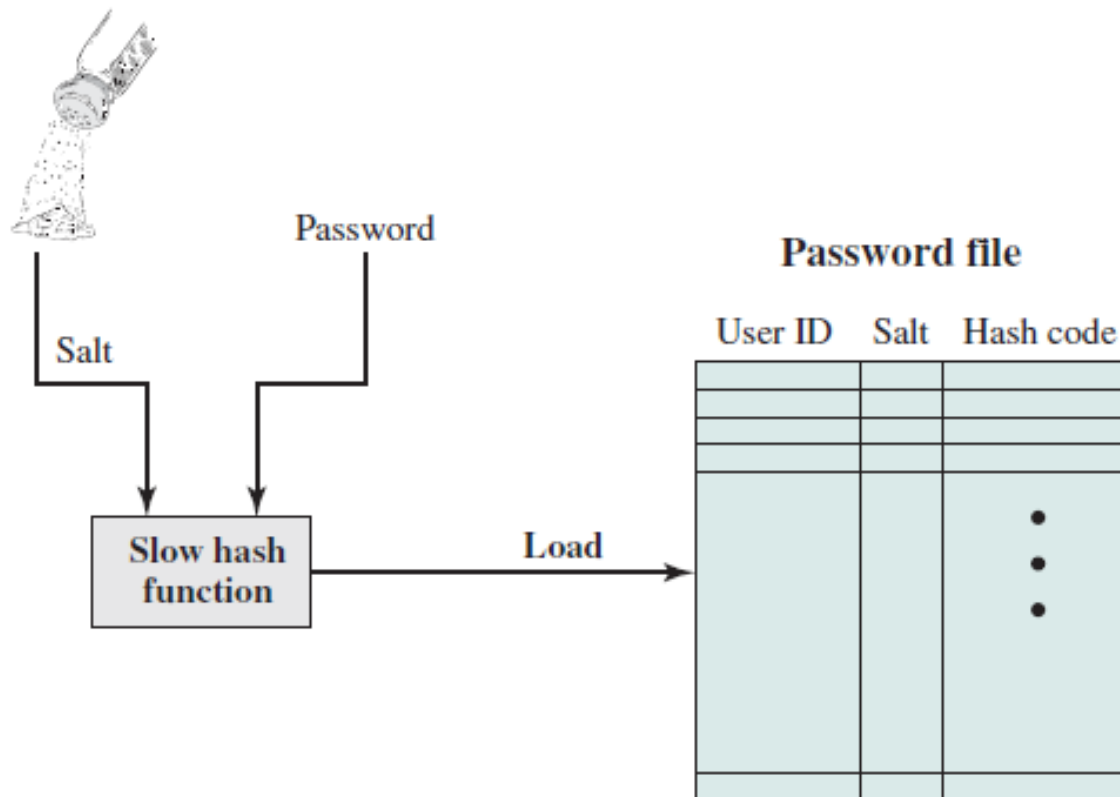 Password
Password file
User ID Salt Hash code
Salt
Slow hash
function
Load